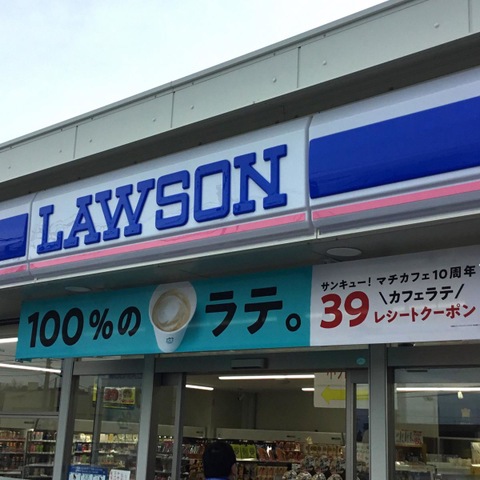 LAWSON
100%の ラテ。
サンキュー! マチカフェ10周年
39 \カフェラテ/
レシートクーポン